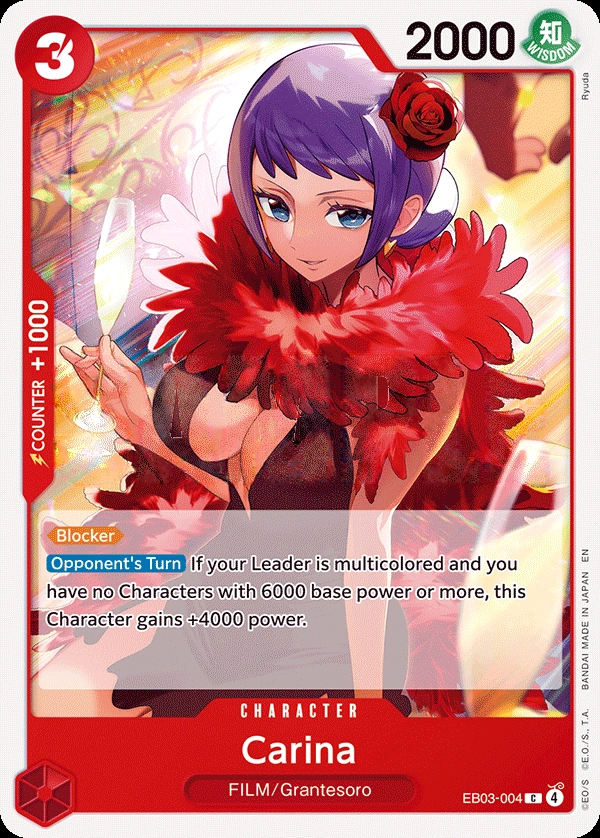 3
2000
知
WISDOM
Ryuda
COUNTER +1000
Blocker
Opponent's Turn If your Leader is multicolored and you
have no Characters with 6000 base power or more, this
Character gains +4000 power.
CHARACTER
Carina
FILM/Grantesoro
EB03-004 C 4
©EO/S ©E.O./S., T.A. BANDAI MADE IN JAPAN EN